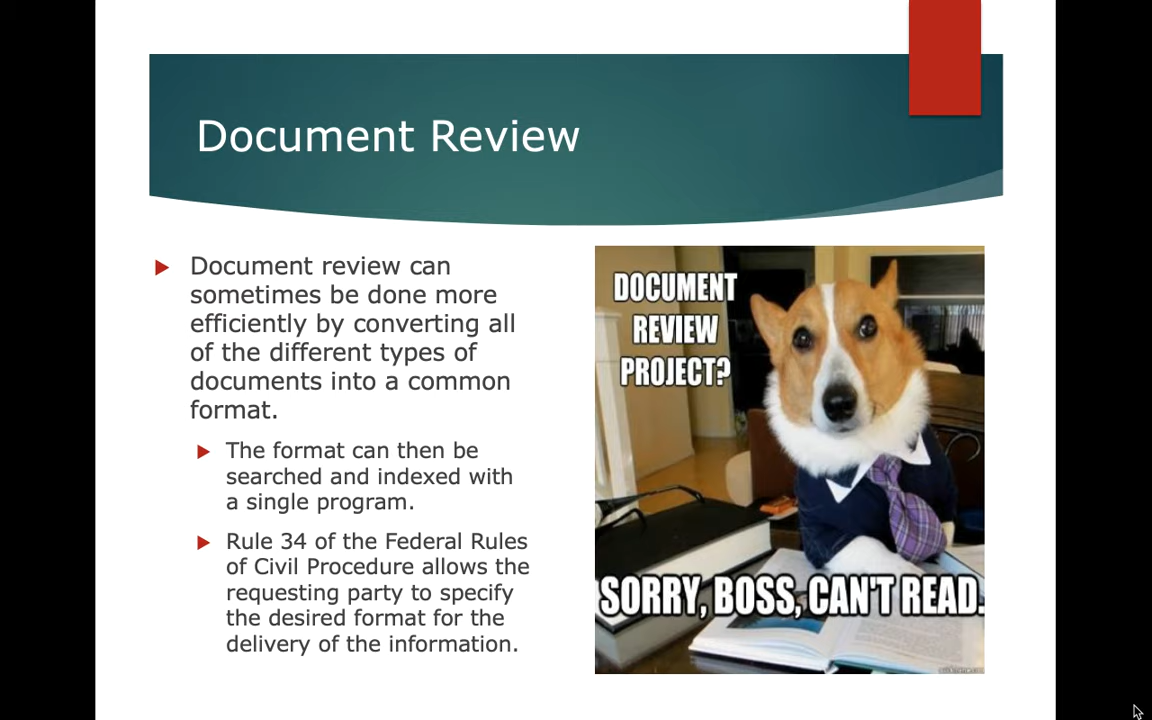 Document Review
Document review can
sometimes be done more
efficiently by converting all
of the different types of
documents into a common
format.
The format can then be
searched and indexed with
a single program.
Rule 34 of the Federal Rules
of Civil Procedure allows the
requesting party to specify
the desired format for the
delivery of the information.
DOCUMENT
REVIEW
PROJECT?
SORRY, BOSS, CAN'T READ.